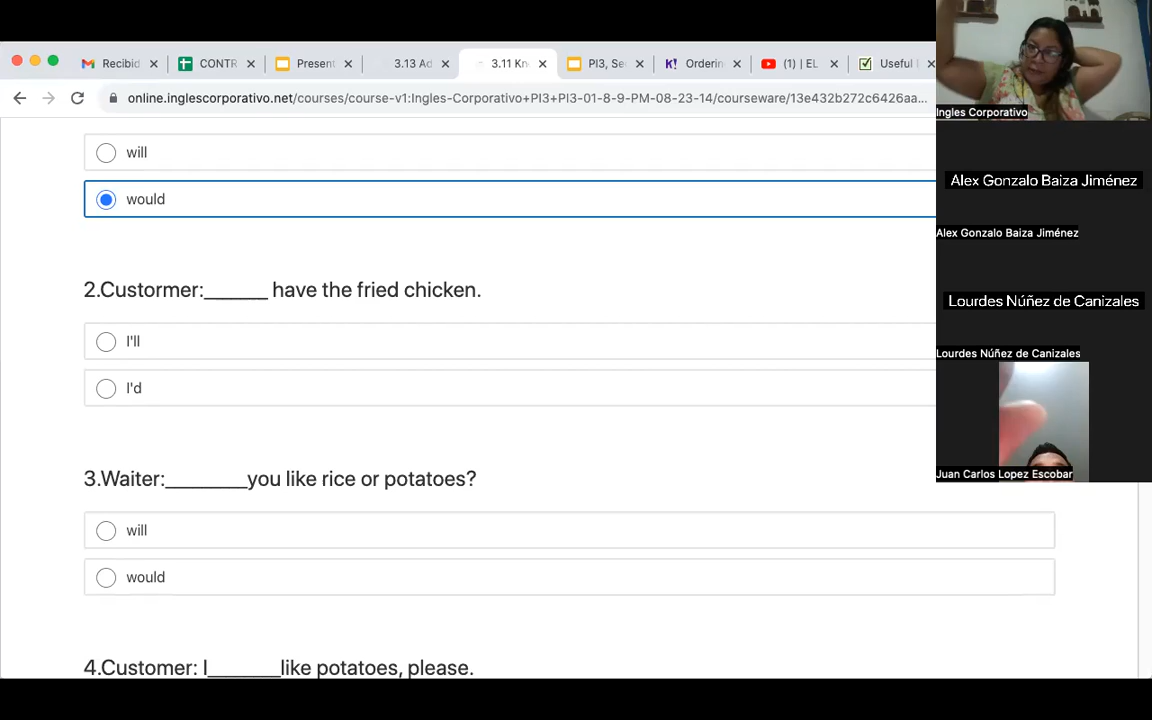 Recibid
CONTR
Present
3.13 Ad
3.11 Kn
PI3, Se
Orderin
(1) | EL
Useful
online.inglescorporativo.net/courses/course-v1:Ingles-Corporativo+PI3+PI3-01-8-9-PM-08-23-14/courseware/13e432b272c6426aa...
will
would
2.Custormer:______ have the fried chicken.
I'll
I'd
3.Waiter:________you like rice or potatoes?
will
would
4.Customer: I_______like potatoes, please.
Ingles Corporativo
Alex Gonzalo Baiza Jiménez
Alex Gonzalo Baiza Jiménez
Lourdes Núñez de Canizales
Lourdes Núñez de Canizales
Juan Carlos Lopez Escobar